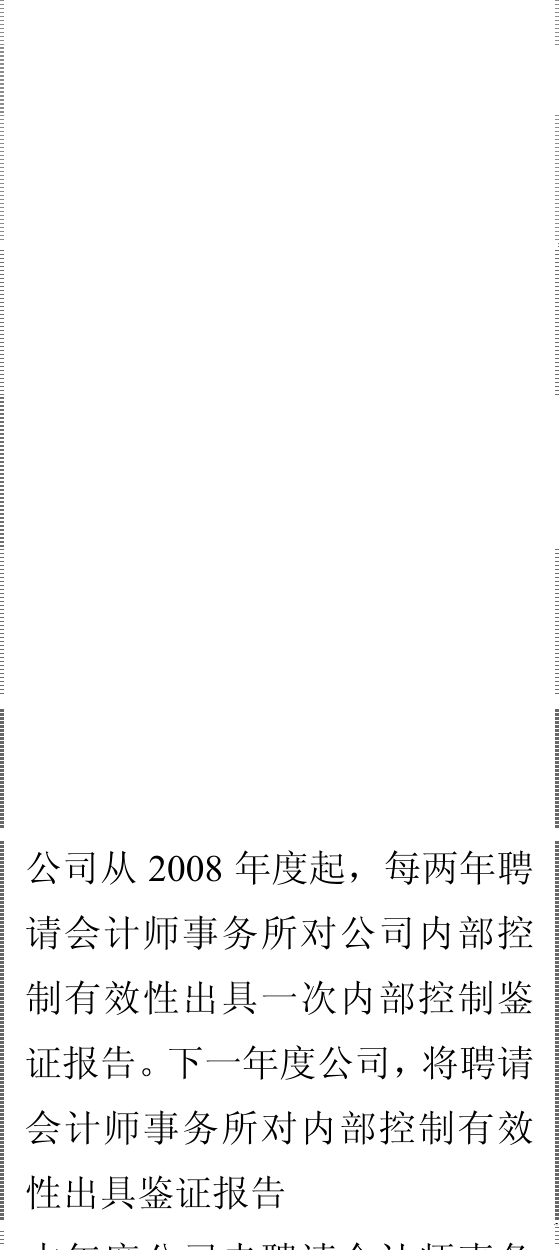 公司从 2008 年度起，每两年聘
请会计师事务所对公司内部控
制有效性出具一次内部控制鉴
证报告。下一年度公司，将聘请
会计师事务所对内部控制有效
性出具鉴证报告